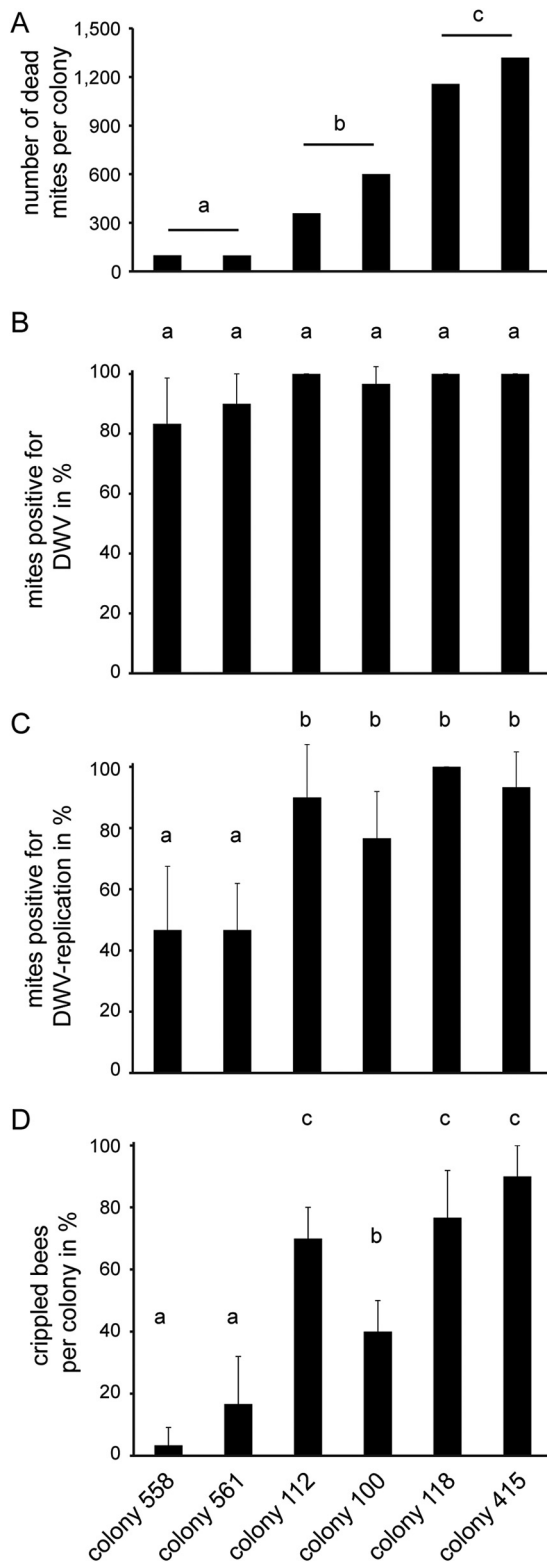 A
number of dead
mites per colony
1,500
1,200
900
600
300
0
a
b
c
B
mites positive for
DWV in %
a a a a a a
100
80
60
40
20
0
C
mites positive for
DWV-replication in %
a a b b b b
100
80
60
40
20
0
D
crippled bees
per colony in %
a a c b c c
100
80
60
40
20
0
colony 558
colony 561
colony 112
colony 100
colony 118
colony 415